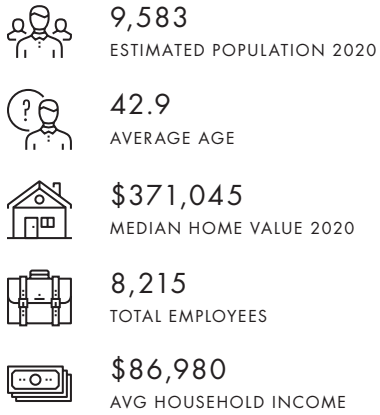 9,583
ESTIMATED POPULATION 2020
?
42.9
AVERAGE AGE
$371,045
MEDIAN HOME VALUE 2020
8,215
TOTAL EMPLOYEES
$86,980
AVG HOUSEHOLD INCOME